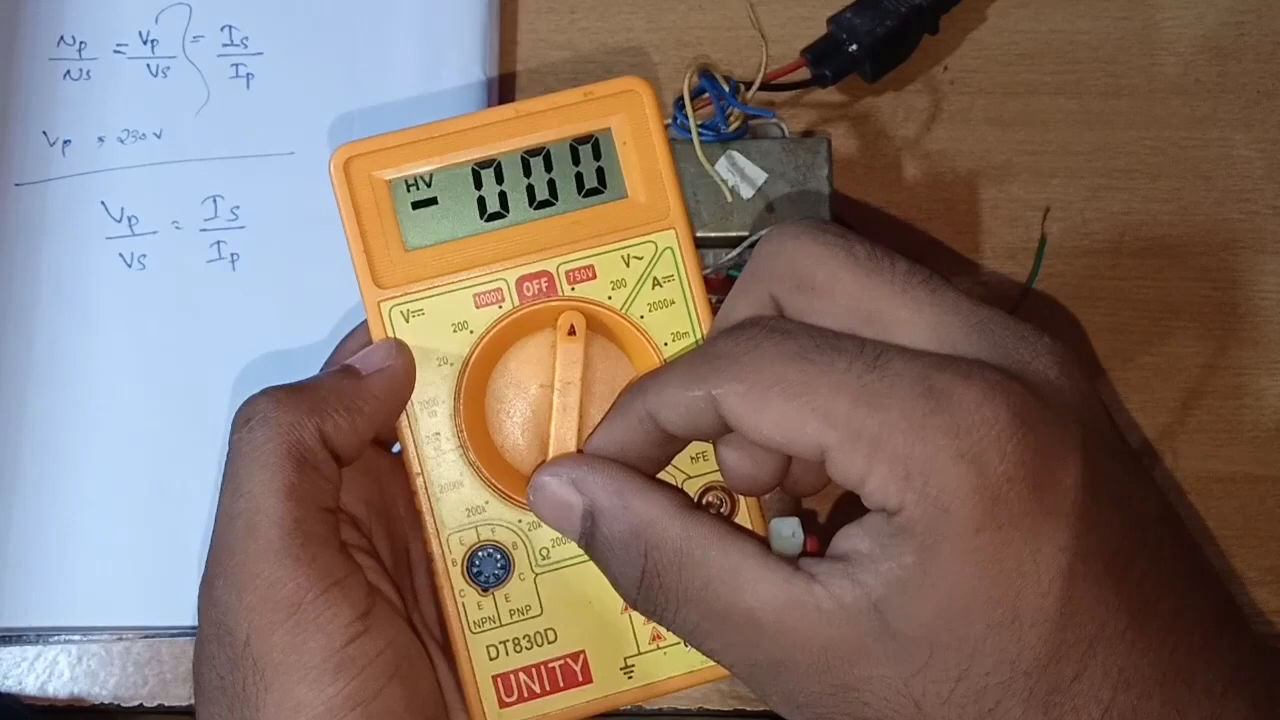 Np/Ns = Vp/Vs = Is/Ip
Vp = 230 V
Vp/Vs = Is/Ip
HV
- 000
OFF
1000V
750V
V~
V⎓
200
200
A⎓
2000µ
20m
20
2000
200k
20k
2000k
hFE
Ω
E F
B B
C C
E E
NPN PNP
DT830D
UNITY